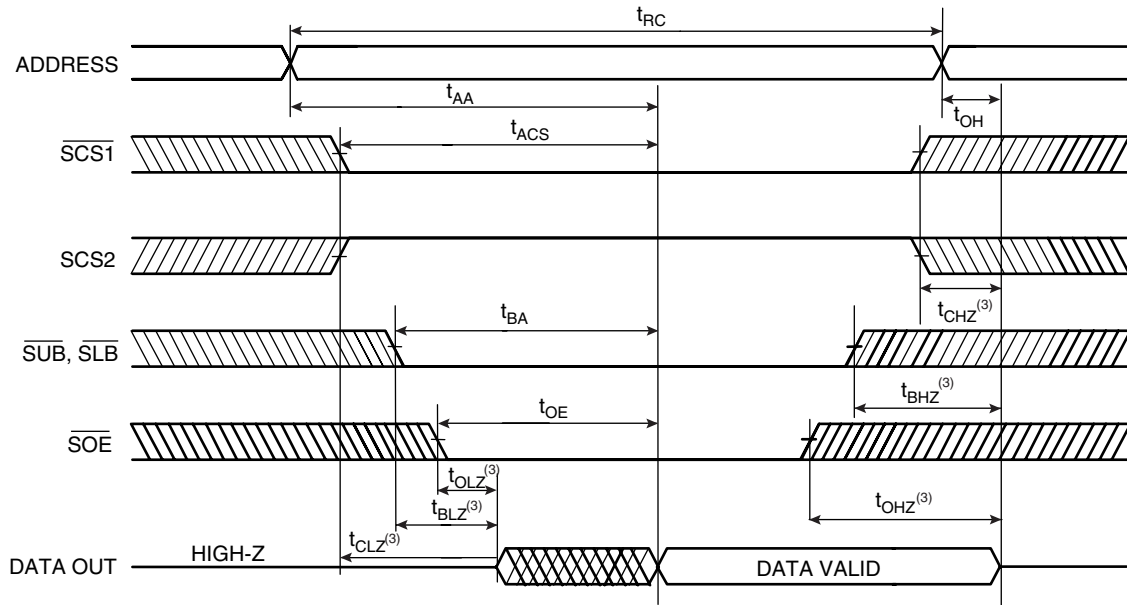 tRC
ADDRESS
tAA
tOH
tACS
SCS1
SCS2
tCHZ(3)
tBA
SUB, SLB
tBHZ(3)
tOE
SOE
tOLZ(3)
tOHZ(3)
tBLZ(3)
tCLZ(3)
HIGH-Z
DATA OUT
DATA VALID